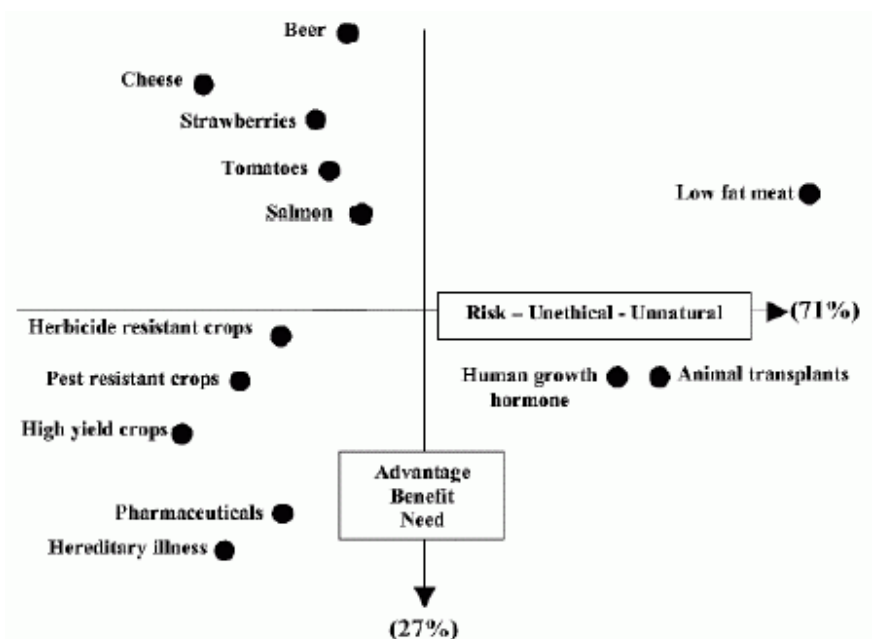 Beer
Cheese
Strawberries
Tomatoes
Low fat meat
Salmon
Risk – Unethical - Unnatural
(71%)
Herbicide resistant crops
Pest resistant crops
Human growth
hormone
Animal transplants
High yield crops
Advantage
Benefit
Need
Pharmaceuticals
Hereditary illness
(27%)